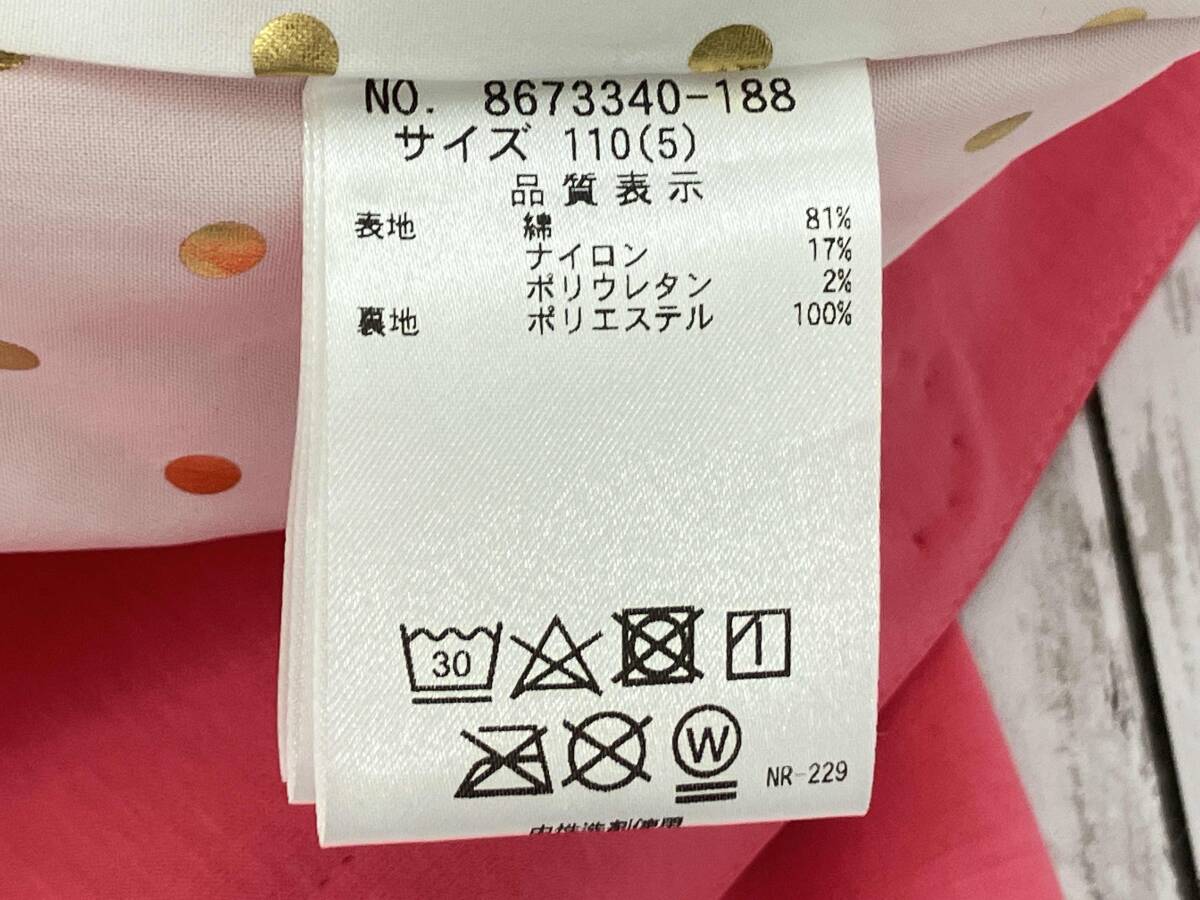 NO. 8673340-188
サイズ 110(5)
品質表示
表地 綿 81%
ナイロン 17%
ポリウレタン 2%
裏地 ポリエステル 100%
30
W
NR-229